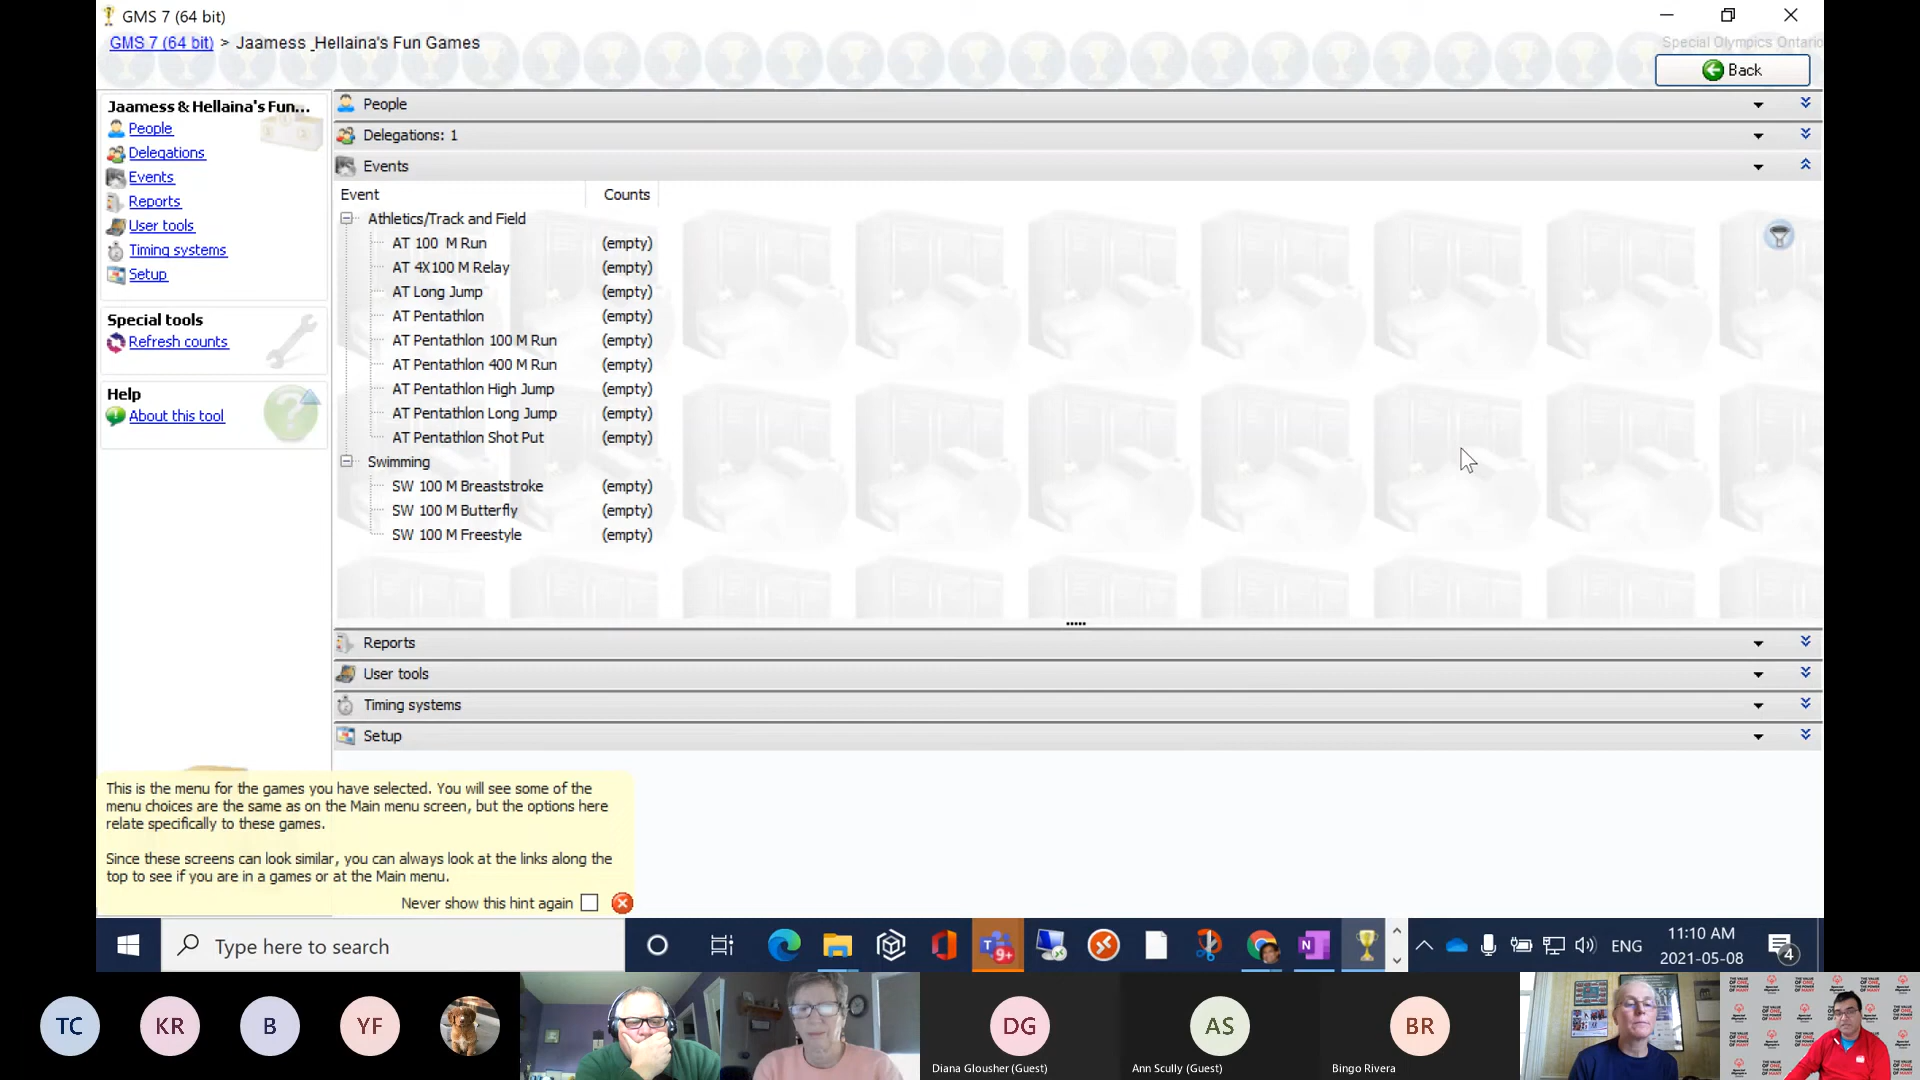 GMS 7 (64 bit)
GMS 7 (64 bit) > Jaamess _Hellaina's Fun Games
Special Olympics Ontario
Back
Jaamess & Hellaina's Fun...
People
Delegations
Events
Reports
User tools
Timing systems
Setup
Special tools
Refresh counts
Help
About this tool
People
Delegations: 1
Events
Event Counts
Athletics/Track and Field
AT 100 M Run (empty)
AT 4X100 M Relay (empty)
AT Long Jump (empty)
AT Pentathlon (empty)
AT Pentathlon 100 M Run (empty)
AT Pentathlon 400 M Run (empty)
AT Pentathlon High Jump (empty)
AT Pentathlon Long Jump (empty)
AT Pentathlon Shot Put (empty)
Swimming
SW 100 M Breaststroke (empty)
SW 100 M Butterfly (empty)
SW 100 M Freestyle (empty)
Reports
User tools
Timing systems
Setup
This is the menu for the games you have selected. You will see some of the
menu choices are the same as on the Main menu screen, but the options here
relate specifically to these games.
Since these screens can look similar, you can always look at the links along the
top to see if you are in a games or at the Main menu.
Never show this hint again
Type here to search
9+
ENG
11:10 AM
2021-05-08
4
TC
KR
B
YF
DG
Diana Glousher (Guest)
AS
Ann Scully (Guest)
BR
Bingo Rivera